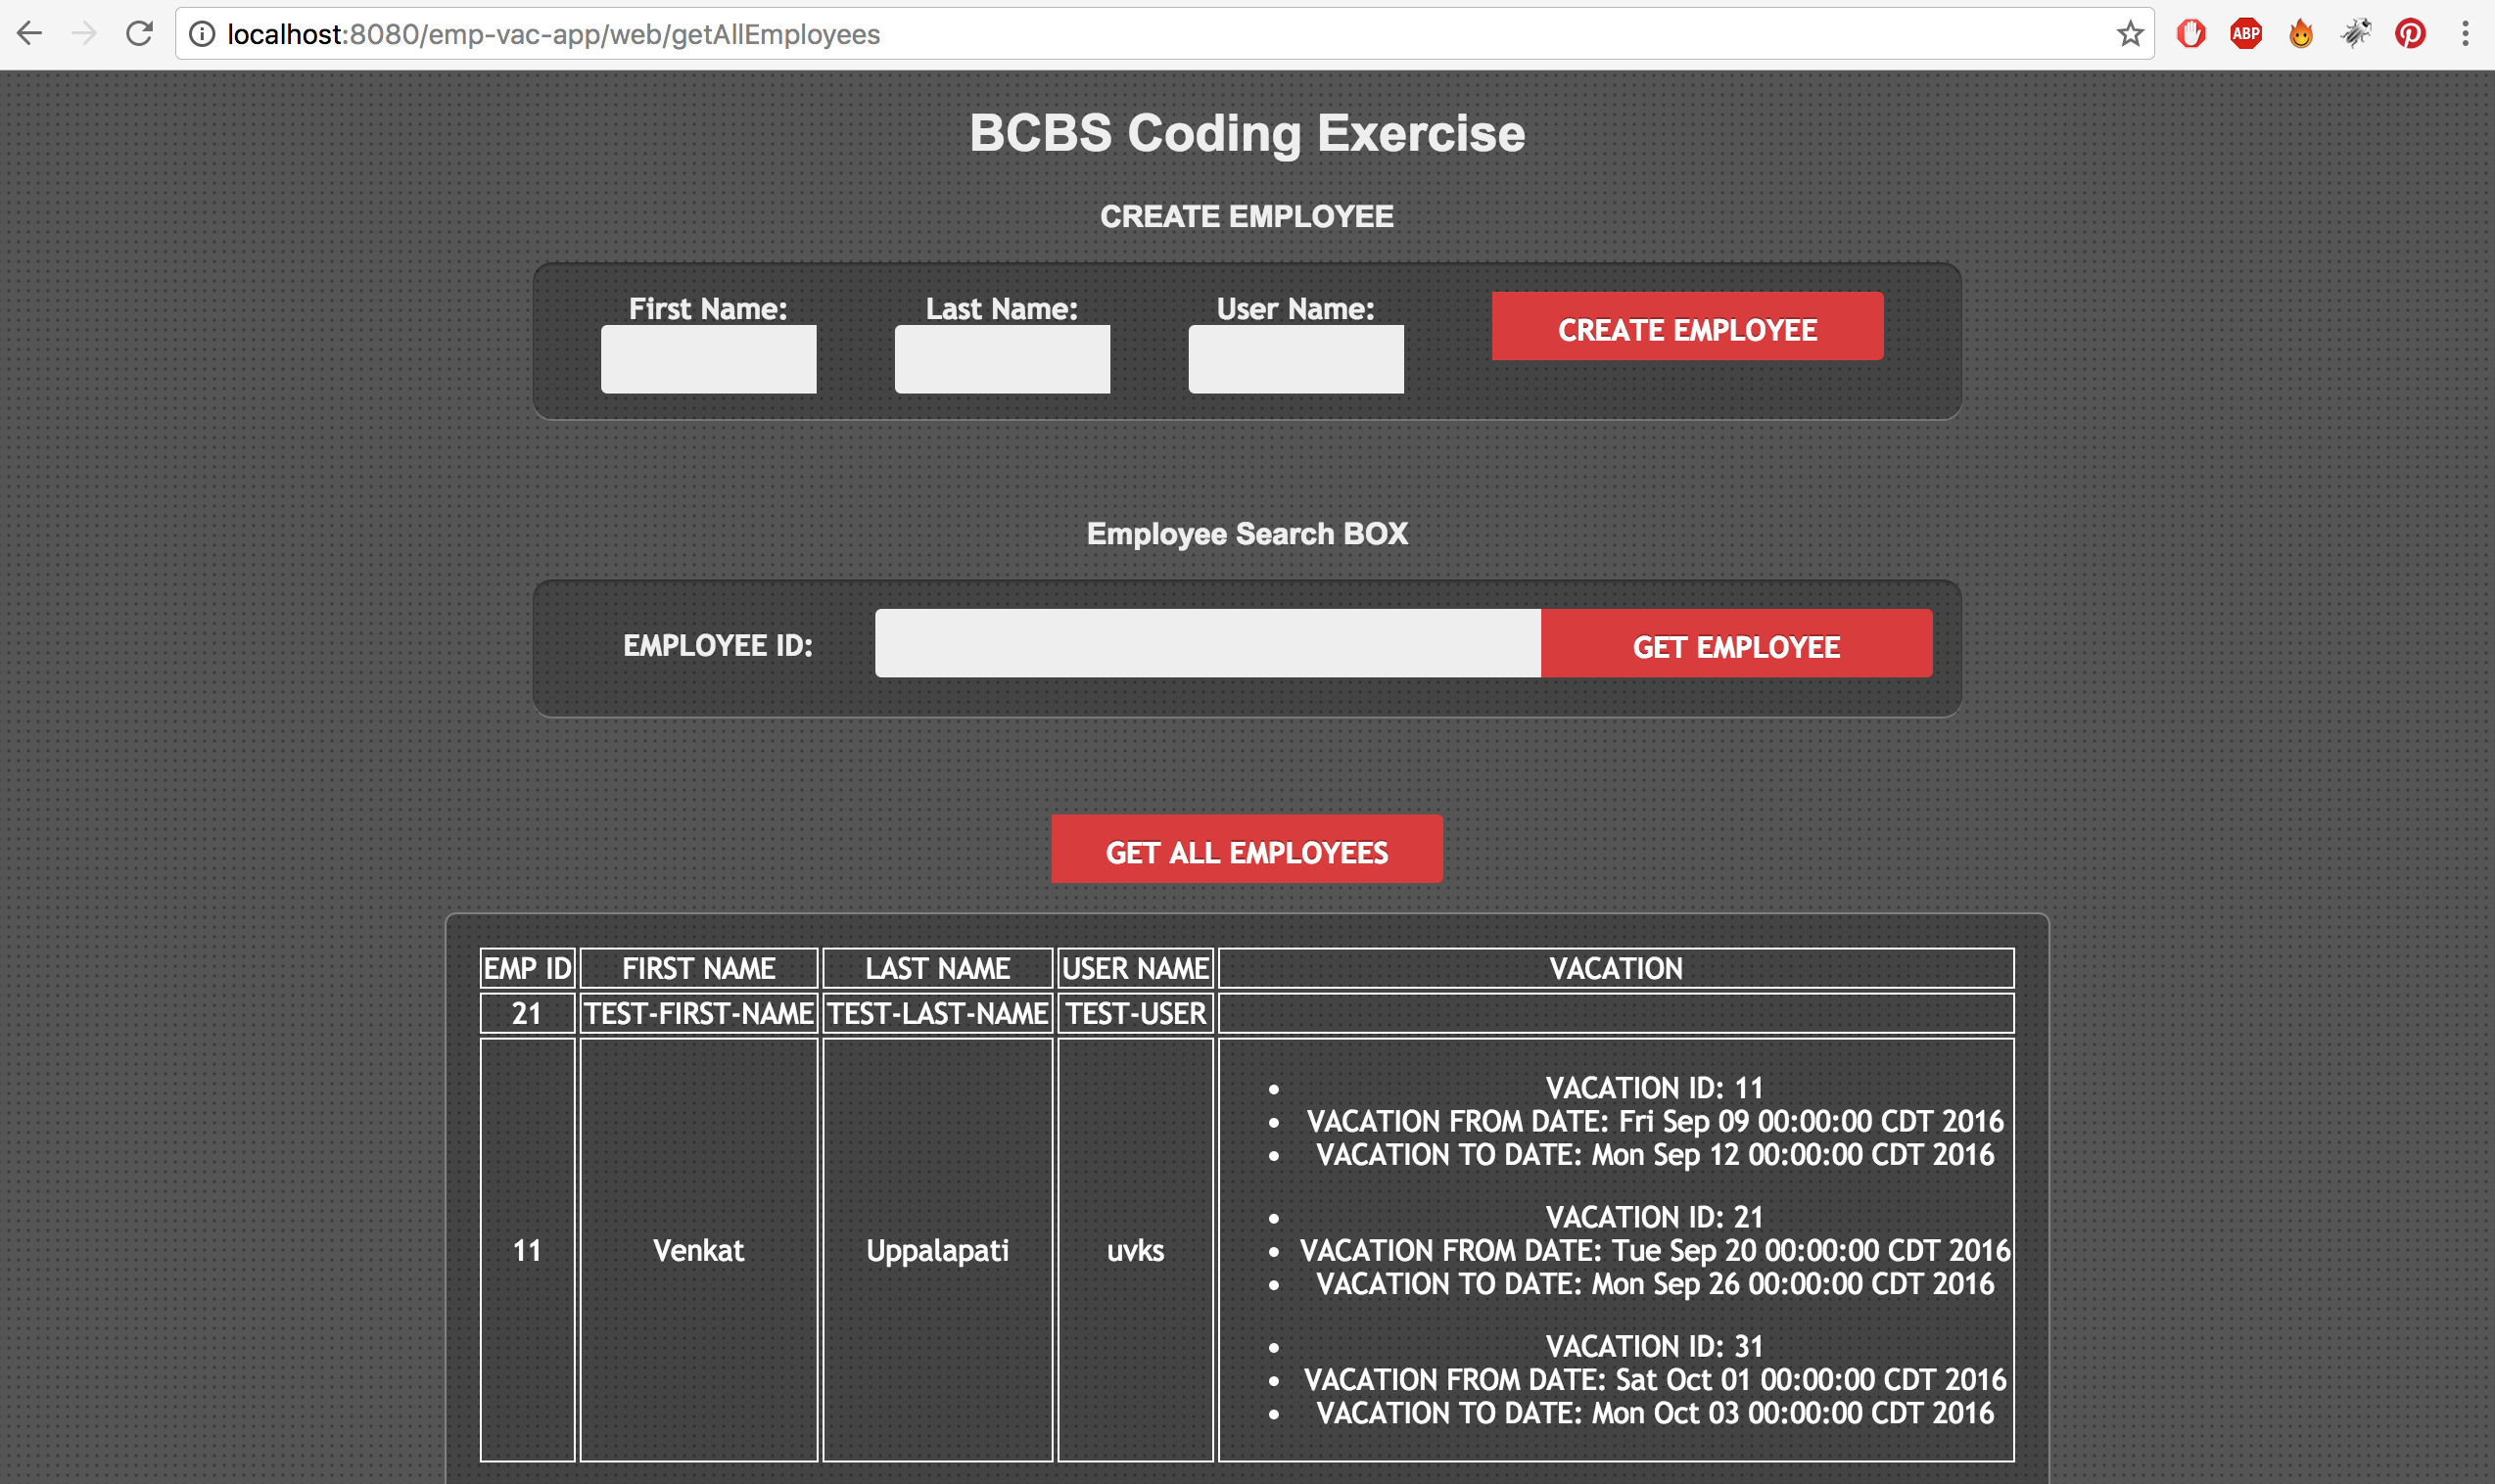 localhost:8080/emp-vac-app/web/getAllEmployees
ABP
BCBS Coding Exercise
CREATE EMPLOYEE
First Name: Last Name: User Name: CREATE EMPLOYEE
Employee Search BOX
EMPLOYEE ID: GET EMPLOYEE
GET ALL EMPLOYEES
EMP ID FIRST NAME LAST NAME USER NAME VACATION
21 TEST-FIRST-NAME TEST-LAST-NAME TEST-USER
11 Venkat Uppalapati uvks
VACATION ID: 11
VACATION FROM DATE: Fri Sep 09 00:00:00 CDT 2016
VACATION TO DATE: Mon Sep 12 00:00:00 CDT 2016
VACATION ID: 21
VACATION FROM DATE: Tue Sep 20 00:00:00 CDT 2016
VACATION TO DATE: Mon Sep 26 00:00:00 CDT 2016
VACATION ID: 31
VACATION FROM DATE: Sat Oct 01 00:00:00 CDT 2016
VACATION TO DATE: Mon Oct 03 00:00:00 CDT 2016